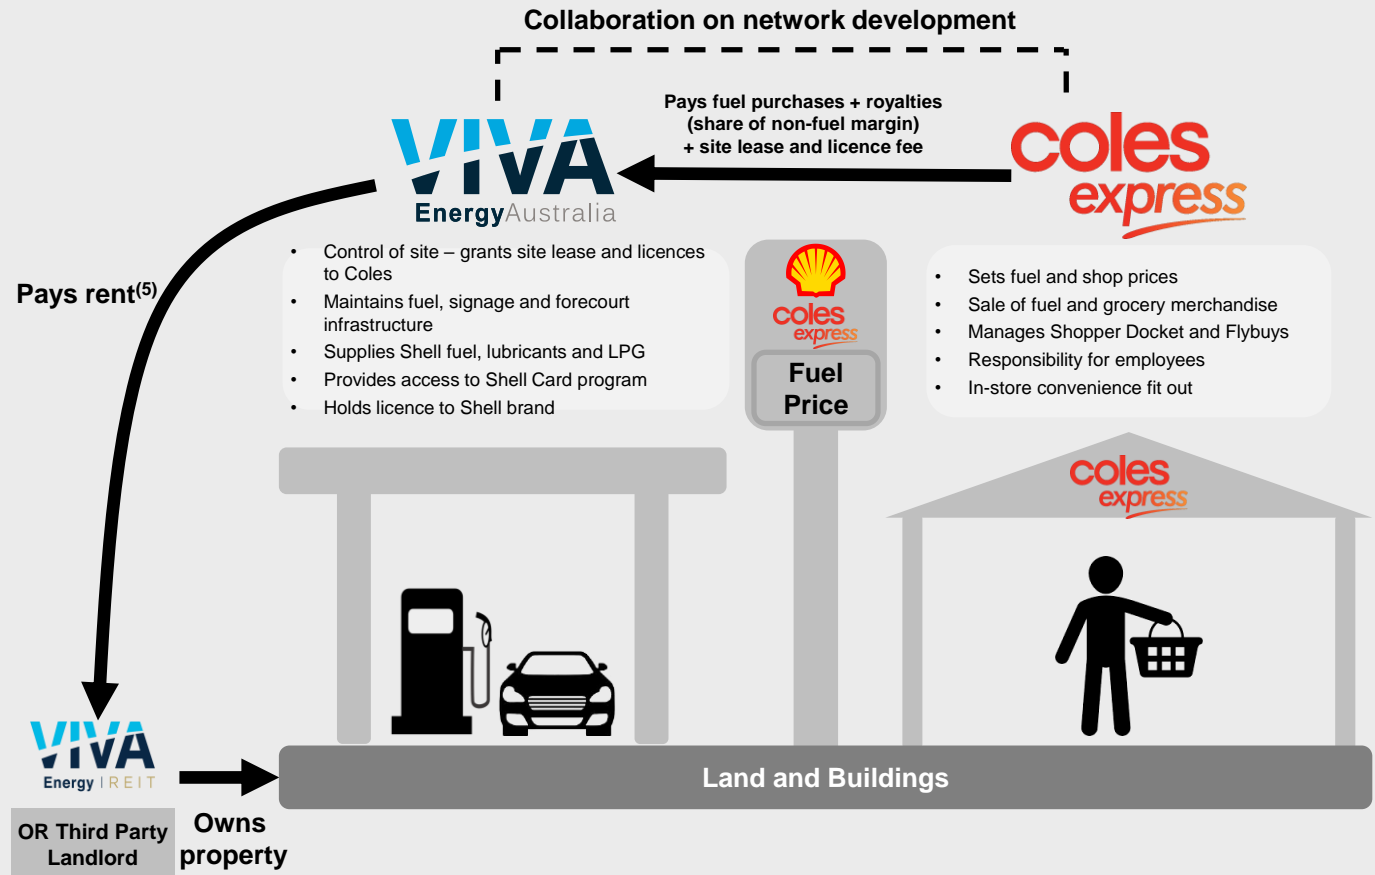 Collaboration on network development
Pays fuel purchases + royalties
(share of non-fuel margin)
+ site lease and licence fee
VIVA
EnergyAustralia
coles
express
Pays rent(5)
• Control of site – grants site lease and licences
to Coles
• Maintains fuel, signage and forecourt
infrastructure
• Supplies Shell fuel, lubricants and LPG
• Provides access to Shell Card program
• Holds licence to Shell brand
coles
express
Fuel
Price
• Sets fuel and shop prices
• Sale of fuel and grocery merchandise
• Manages Shopper Docket and Flybuys
• Responsibility for employees
• In-store convenience fit out
coles
express
VIVA
Energy REIT
OR Third Party
Landlord
Owns
property
Land and Buildings